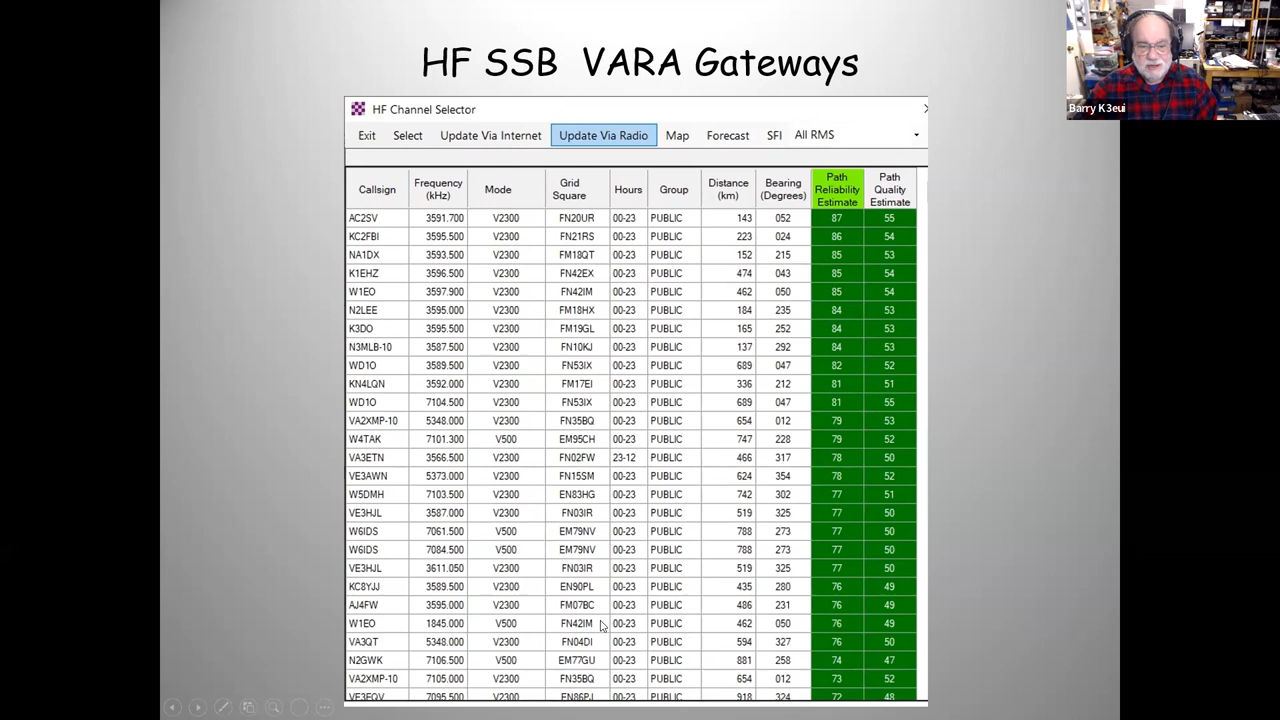 HF SSB VARA Gateways
Barry K3eui
HF Channel Selector
Exit Select Update Via Internet Update Via Radio Map Forecast SFI All RMS
Callsign Frequency (kHz) Mode Grid Square Hours Group Distance (km) Bearing (Degrees) Path Reliability Estimate Path Quality Estimate
AC2SV 3591.700 V2300 FN20UR 00-23 PUBLIC 143 052 87 55
KC2FBI 3595.500 V2300 FN21RS 00-23 PUBLIC 223 024 86 54
NA1DX 3593.500 V2300 FM18QT 00-23 PUBLIC 152 215 85 53
K1EHZ 3596.500 V2300 FN42EX 00-23 PUBLIC 474 043 85 54
W1EO 3597.900 V2300 FN42IM 00-23 PUBLIC 462 050 85 54
N2LEE 3595.000 V2300 FM18HX 00-23 PUBLIC 184 235 84 53
K3DO 3595.500 V2300 FM19GL 00-23 PUBLIC 165 252 84 53
N3MLB-10 3587.500 V2300 FN10KJ 00-23 PUBLIC 137 292 84 53
WD1O 3589.500 V2300 FN53IX 00-23 PUBLIC 689 047 82 52
KN4LQN 3592.000 V2300 FM17EI 00-23 PUBLIC 336 212 81 51
WD1O 7104.500 V2300 FN53IX 00-23 PUBLIC 689 047 81 55
VA2XMP-10 5348.000 V2300 FN35BQ 00-23 PUBLIC 654 012 79 53
W4TAK 7101.300 V500 EM95CH 00-23 PUBLIC 747 228 79 52
VA3ETN 3566.500 V2300 FN02FW 23-12 PUBLIC 466 317 78 50
VE3AWN 5373.000 V2300 FN15SM 00-23 PUBLIC 624 354 78 52
W5DMH 7103.500 V2300 EN83HG 00-23 PUBLIC 742 302 77 51
VE3HJL 3587.000 V2300 FN03IR 00-23 PUBLIC 519 325 77 50
W6IDS 7061.500 V500 EM79NV 00-23 PUBLIC 788 273 77 50
W6IDS 7084.500 V500 EM79NV 00-23 PUBLIC 788 273 77 50
VE3HJL 3611.050 V2300 FN03IR 00-23 PUBLIC 519 325 77 50
KC8YJJ 3589.500 V2300 EN90PL 00-23 PUBLIC 435 280 76 49
AJ4FW 3595.000 V2300 FM07BC 00-23 PUBLIC 486 231 76 49
W1EO 1845.000 V500 FN42IM 00-23 PUBLIC 462 050 76 49
VA3QT 5348.000 V2300 FN04DI 00-23 PUBLIC 594 327 76 50
N2GWK 7106.500 V500 EM77GU 00-23 PUBLIC 881 258 74 47
VA2XMP-10 7105.000 V2300 FN35BQ 00-23 PUBLIC 654 012 73 52
VE3FQV 7095.500 V2300 EN86PJ 00-23 PUBLIC 918 324 72 48